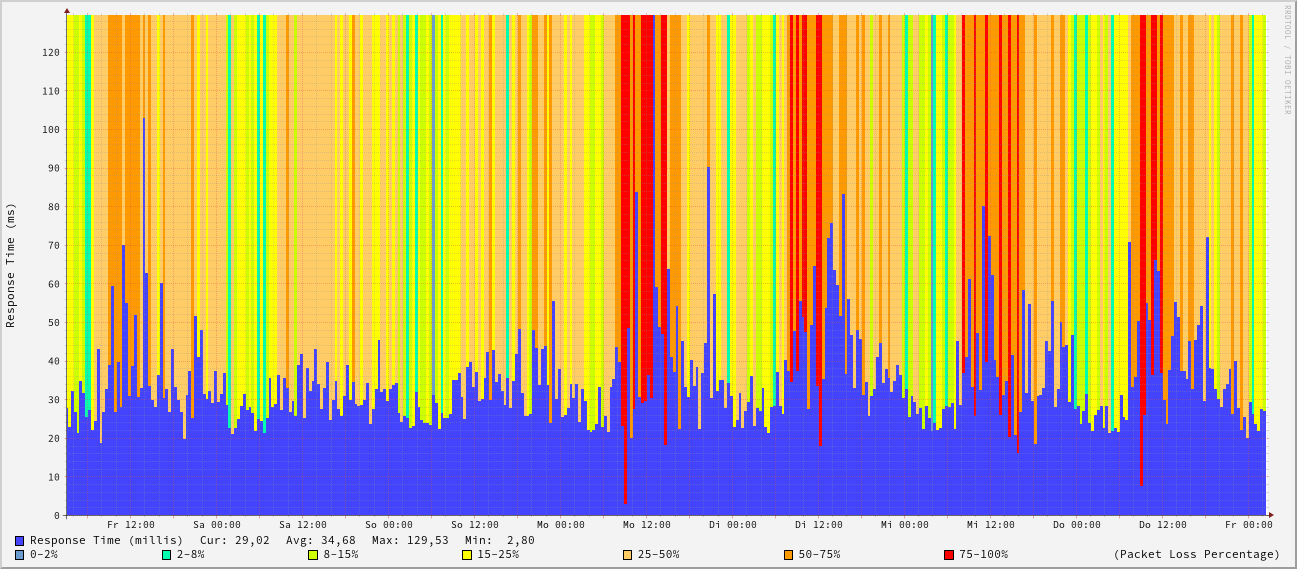 RRDTOOL / TOBI OETIKER
Response Time (ms)
120
110
100
90
80
70
60
50
40
30
20
10
0
Fr 12:00 Sa 00:00 Sa 12:00 So 00:00 So 12:00 Mo 00:00 Mo 12:00 Di 00:00 Di 12:00 Mi 00:00 Mi 12:00 Do 00:00 Do 12:00 Fr 00:00
Response Time (millis) Cur: 29,02 Avg: 34,68 Max: 129,53 Min: 2,80
0-2% 2-8% 8-15% 15-25% 25-50% 50-75% 75-100% (Packet Loss Percentage)